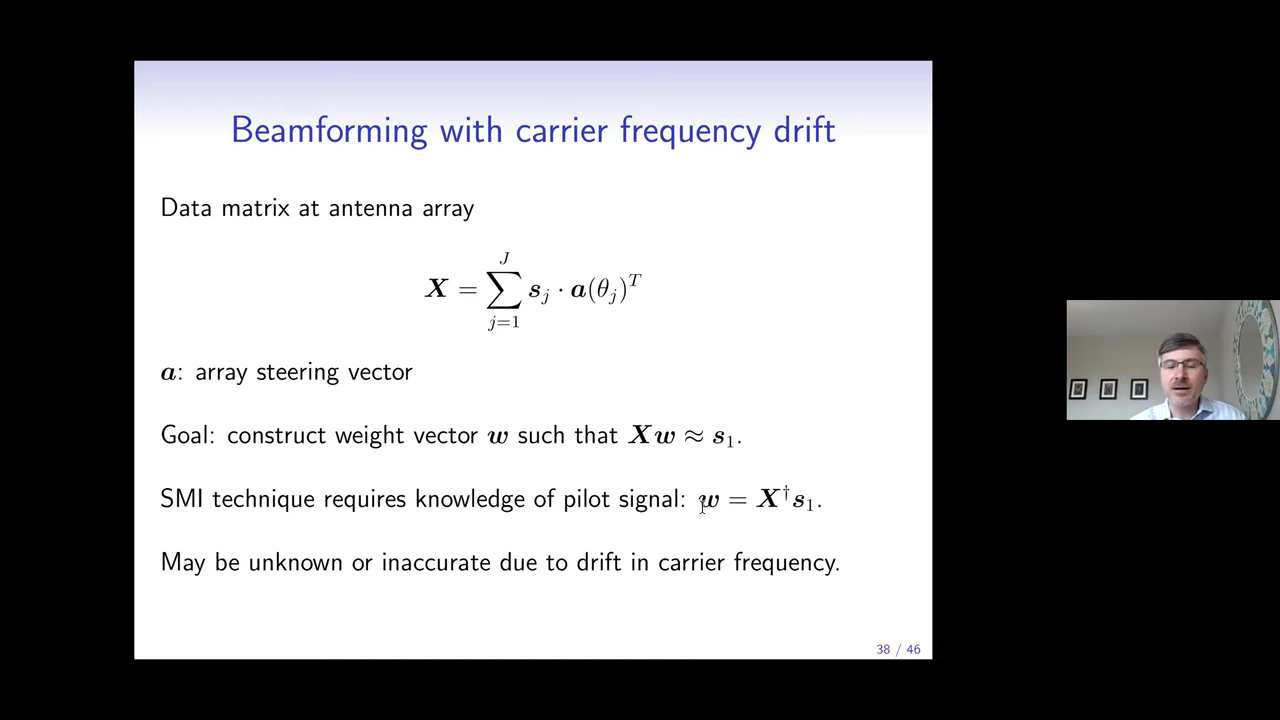 Beamforming with carrier frequency drift
Data matrix at antenna array
X = ∑_{j=1}^{J} s_j · a(θ_j)^T
a: array steering vector
Goal: construct weight vector w such that Xw ≈ s_1.
SMI technique requires knowledge of pilot signal: w = X^† s_1.
May be unknown or inaccurate due to drift in carrier frequency.
38 / 46